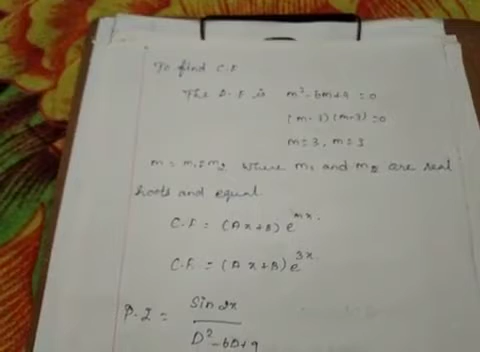 To find C.F
The A.E is m² - 6m + 9 = 0
(m-3) (m-3) = 0
m = 3, m = 3
m = m₁ = m₂ where m₁ and m₂ are real
roots and equal
C.F = (Ax+B) e^mx.
C.F. = (Ax+B) e^3x.
P.I = Sin 2x / D² - 6D + 9